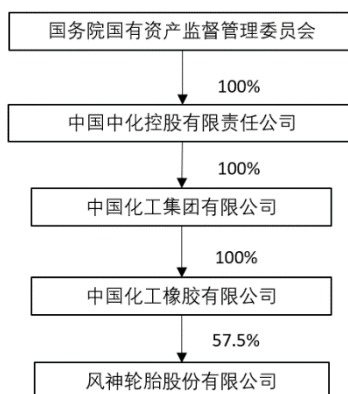 国务院国有资产监督管理委员会
100%
中国中化控股有限责任公司
100%
中国化工集团有限公司
100%
中国化工橡胶有限公司
57.5%
风神轮胎股份有限公司